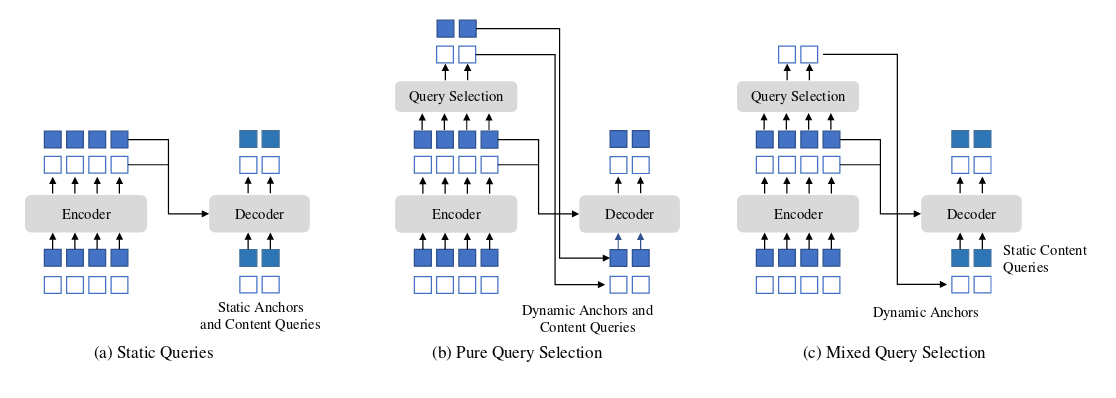 Encoder
Decoder
Static Anchors
and Content Queries
(a) Static Queries
Query Selection
Encoder
Decoder
Dynamic Anchors and
Content Queries
(b) Pure Query Selection
Query Selection
Encoder
Decoder
Static Content
Queries
Dynamic Anchors
(c) Mixed Query Selection